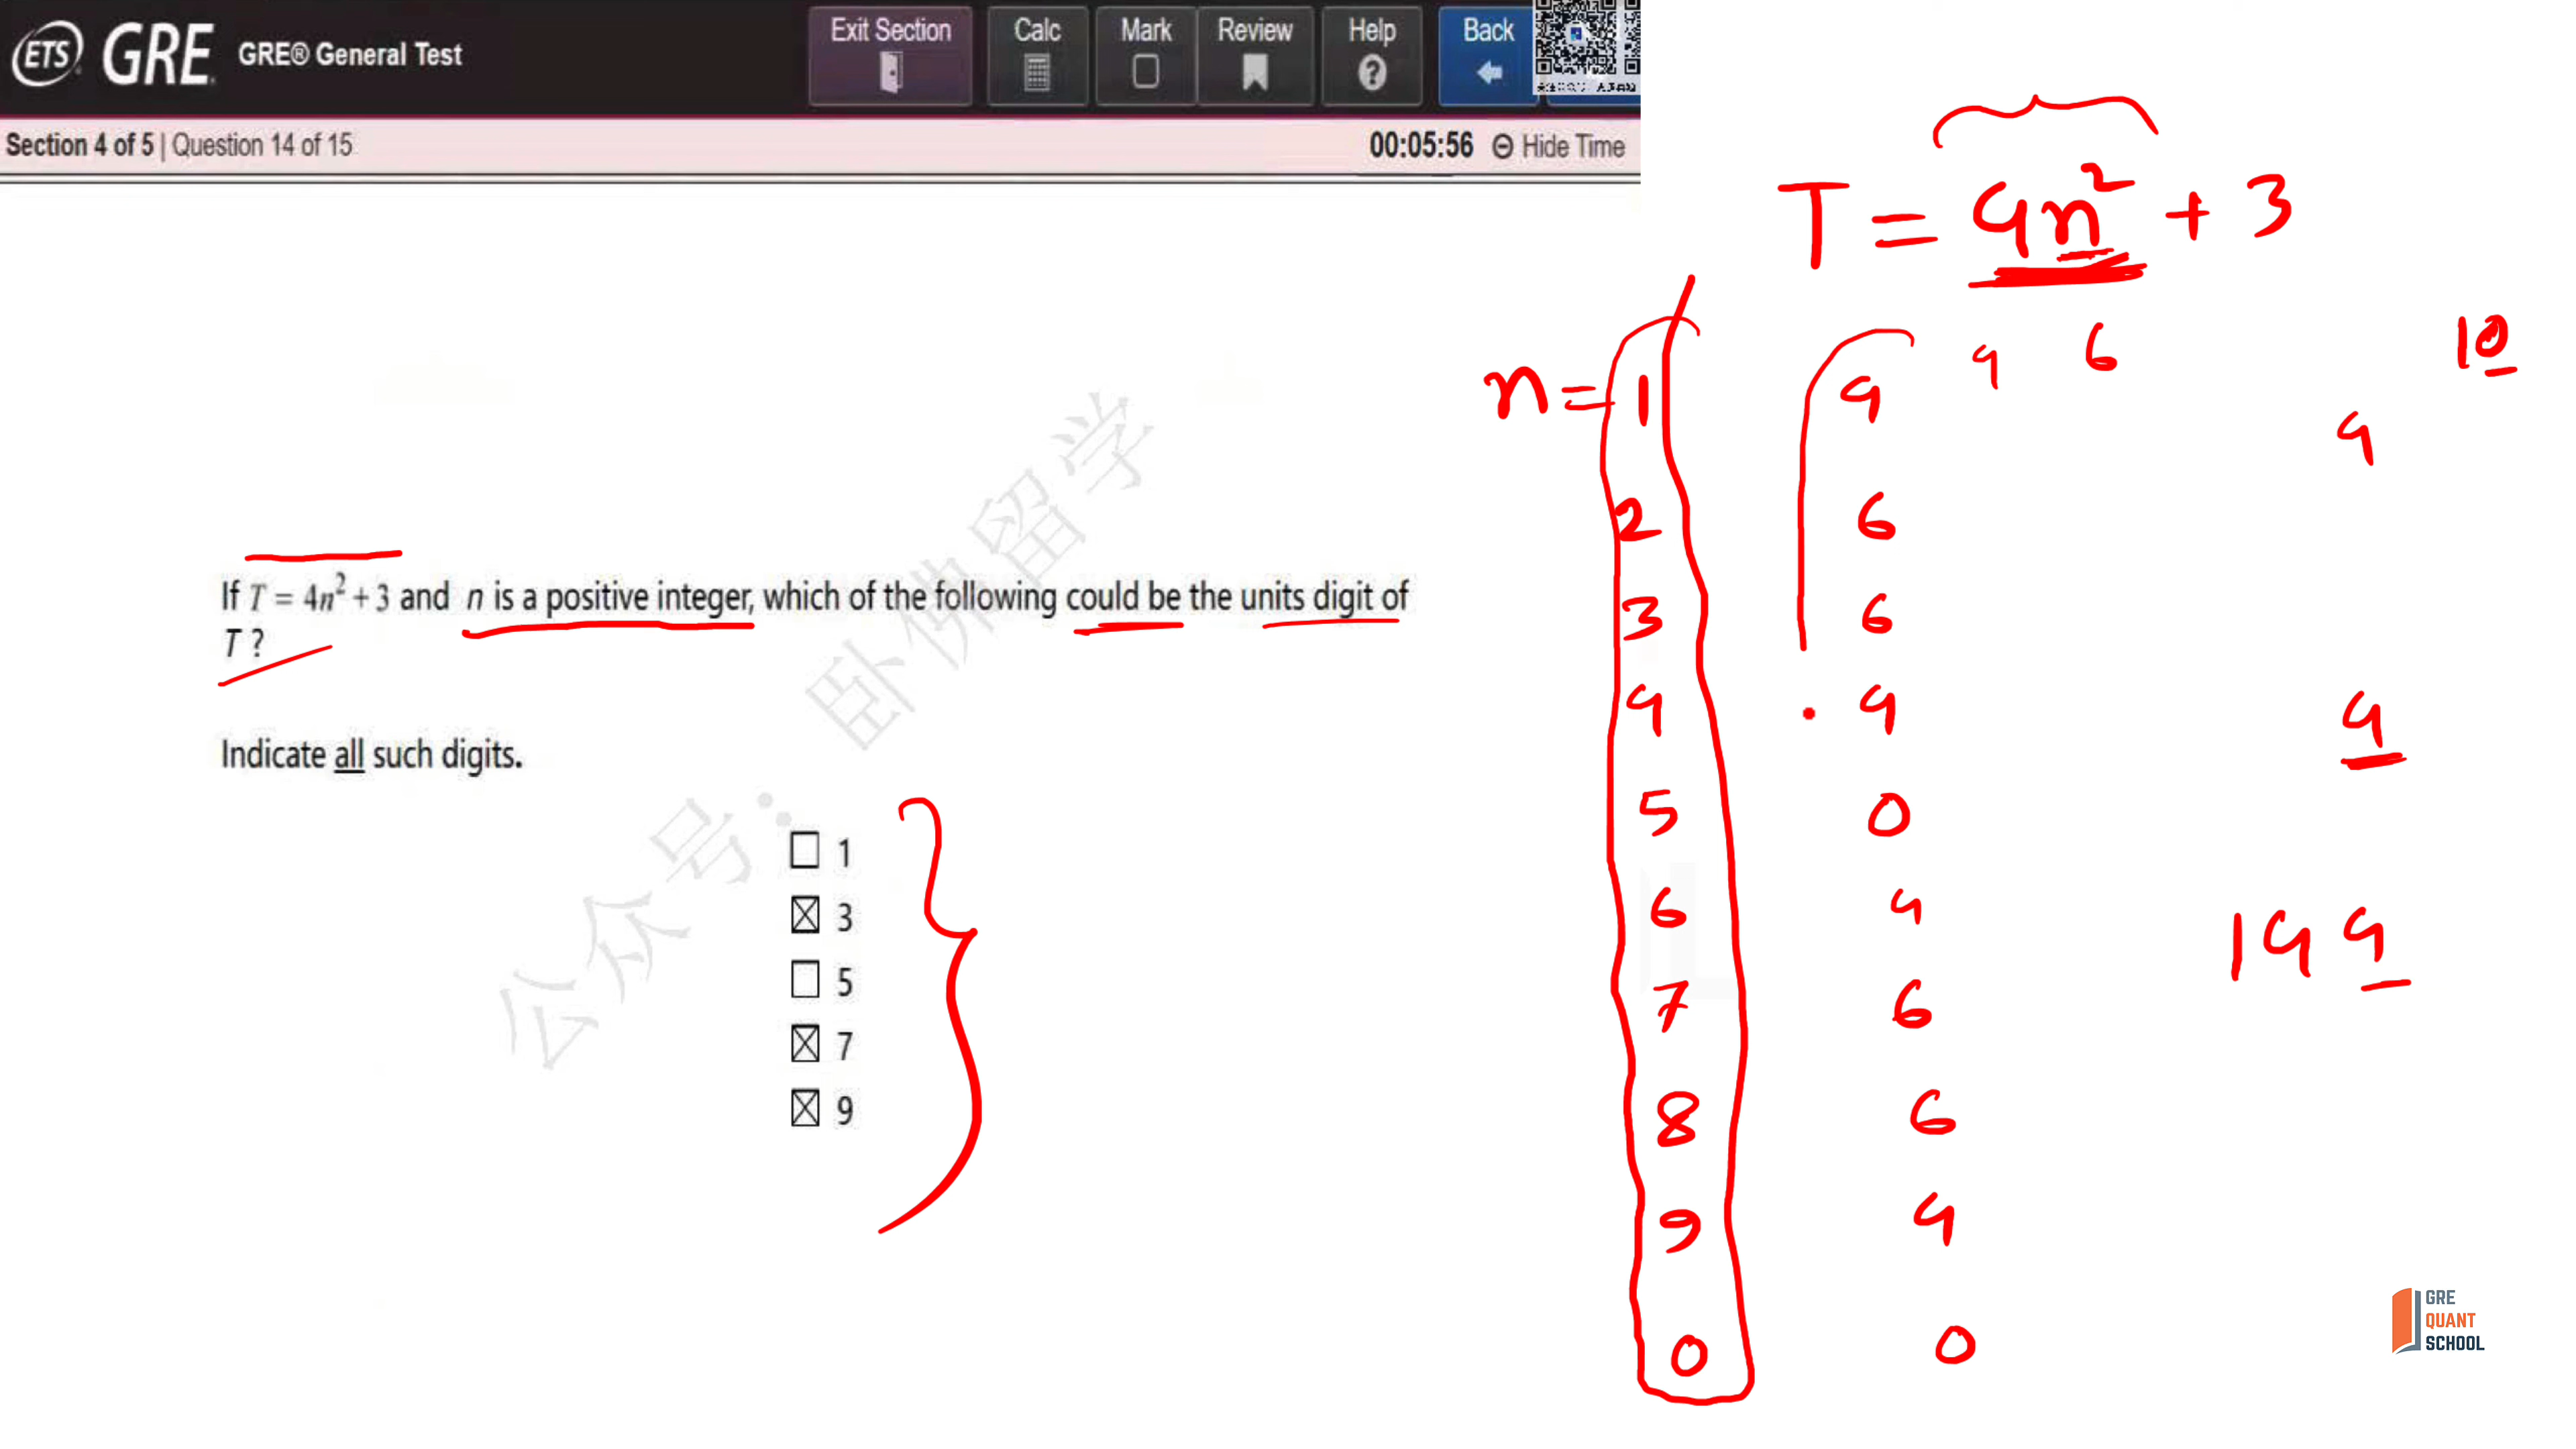 ETS GRE GRE® General Test
Exit Section
Calc
Mark
Review
Help
Back
Section 4 of 5 | Question 14 of 15
00:05:56 Hide Time
If T = 4n² + 3 and n is a positive integer, which of the following could be the units digit of
T ?
Indicate all such digits.
1
3
5
7
9
公众号：卧佛留学
T = 4n² + 3
4 6
10
n = 1 4
4
2 6
3 6
4 4
4
5 0
6 4
144
7 6
8 6
9 4
0 0
GRE
QUANT
SCHOOL